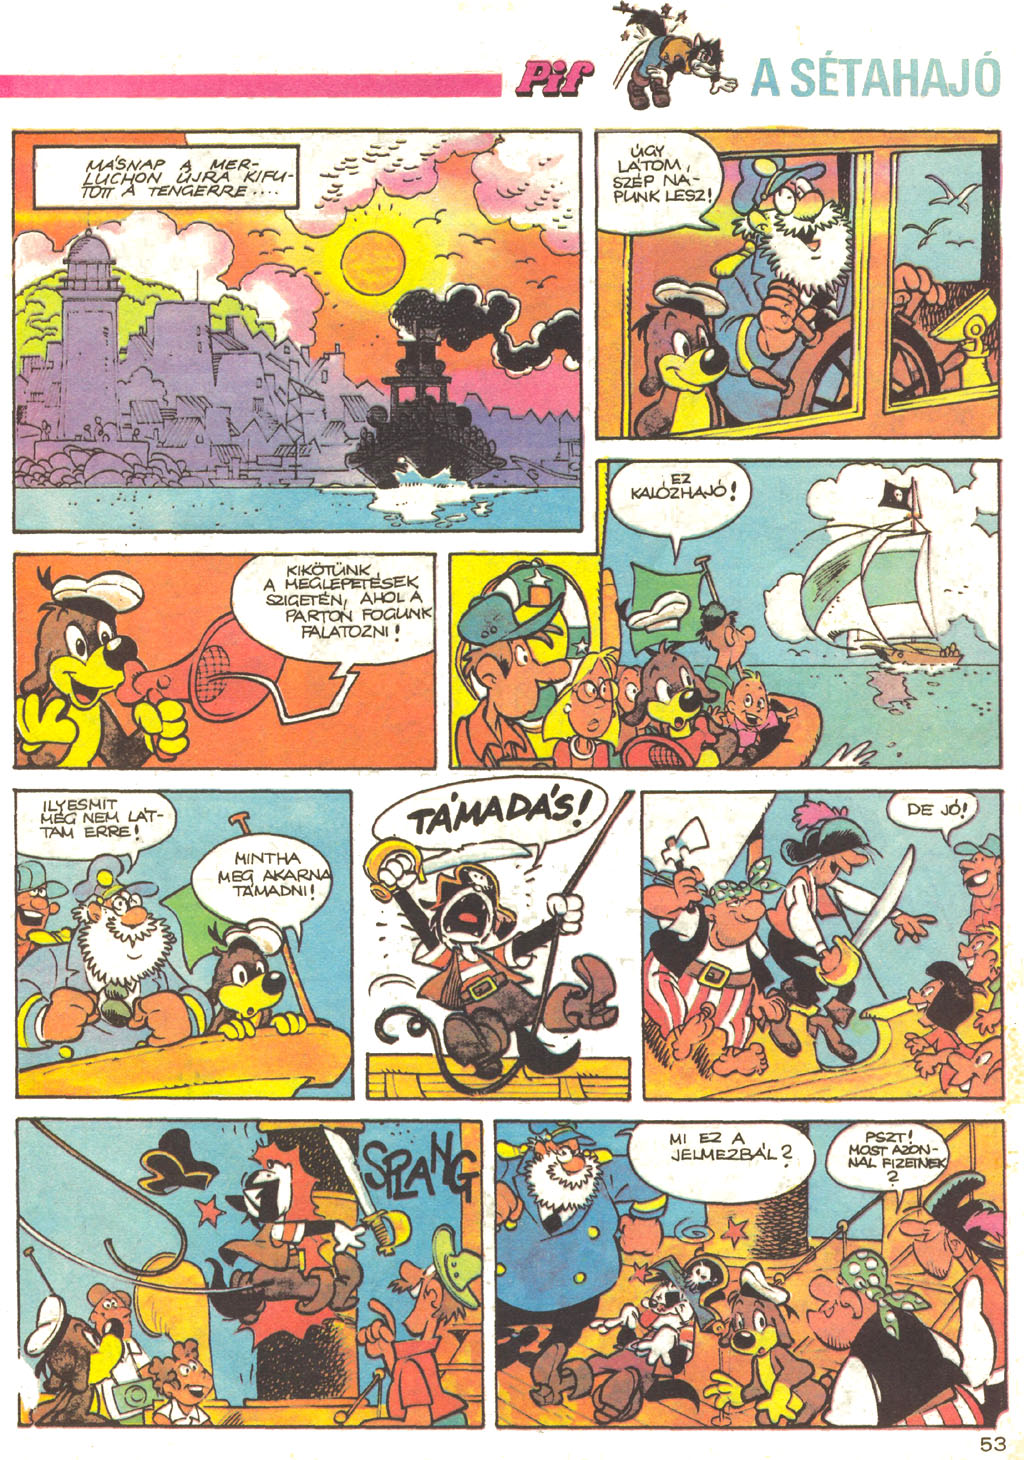 Pif
A SÉTAHAJÓ
MÁSNAP A MER-
LUCHON ÚJRA KIFU-
TOTT A TENGERRE....
ÚGY
LÁTOM,
SZÉP NA-
PUNK LESZ!
KIKÖTÜNK
A MEGLEPETÉSEK
SZIGETÉN, AHOL A
PARTON FOGUNK
FALATOZNI!
EZ
KALÓZHAJÓ!
ILYESMIT
MÉG NEM LÁT-
TAM ERRE!
MINTHA
MEG AKARNA
TÁMADNI!
TÁMADÁS!
DE JÓ!
SPLANG
MI EZ A
JELMEZBÁL?
PSZT!
MOST AZON-
NAL FIZETNEK
?
53